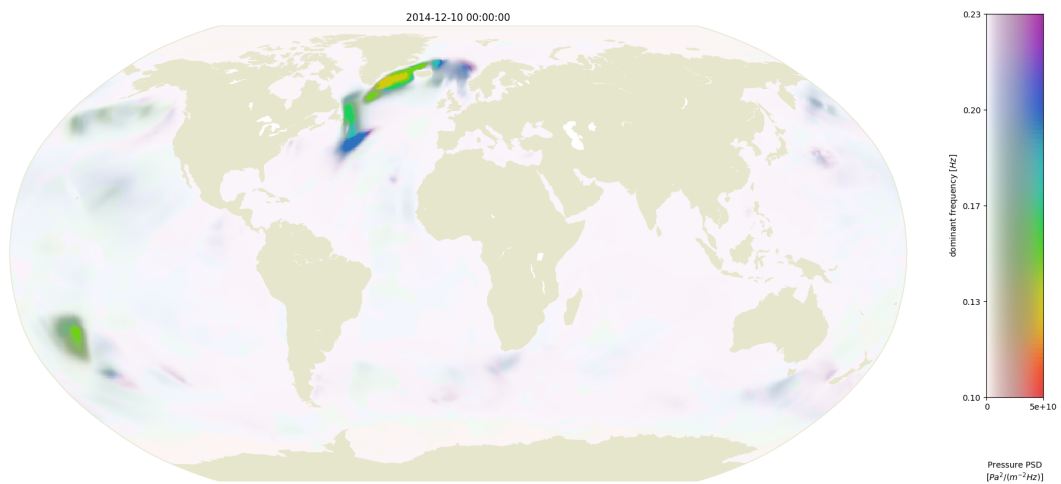 2014-12-10 00:00:00
0.23
0.20
0.17
0.13
0.10
dominant frequency [Hz]
0
5e+10
Pressure PSD
[Pa²/(m⁻²Hz)]